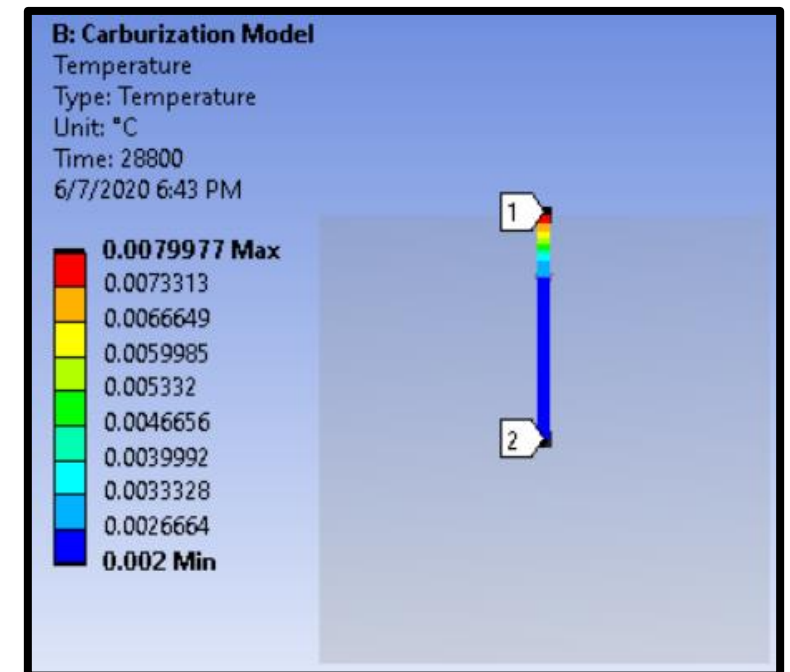 B: Carburization Model
Temperature
Type: Temperature
Unit: °C
Time: 28800
6/7/2020 6:43 PM
0.0079977 Max
0.0073313
0.0066649
0.0059985
0.005332
0.0046656
0.0039992
0.0033328
0.0026664
0.002 Min
1
2